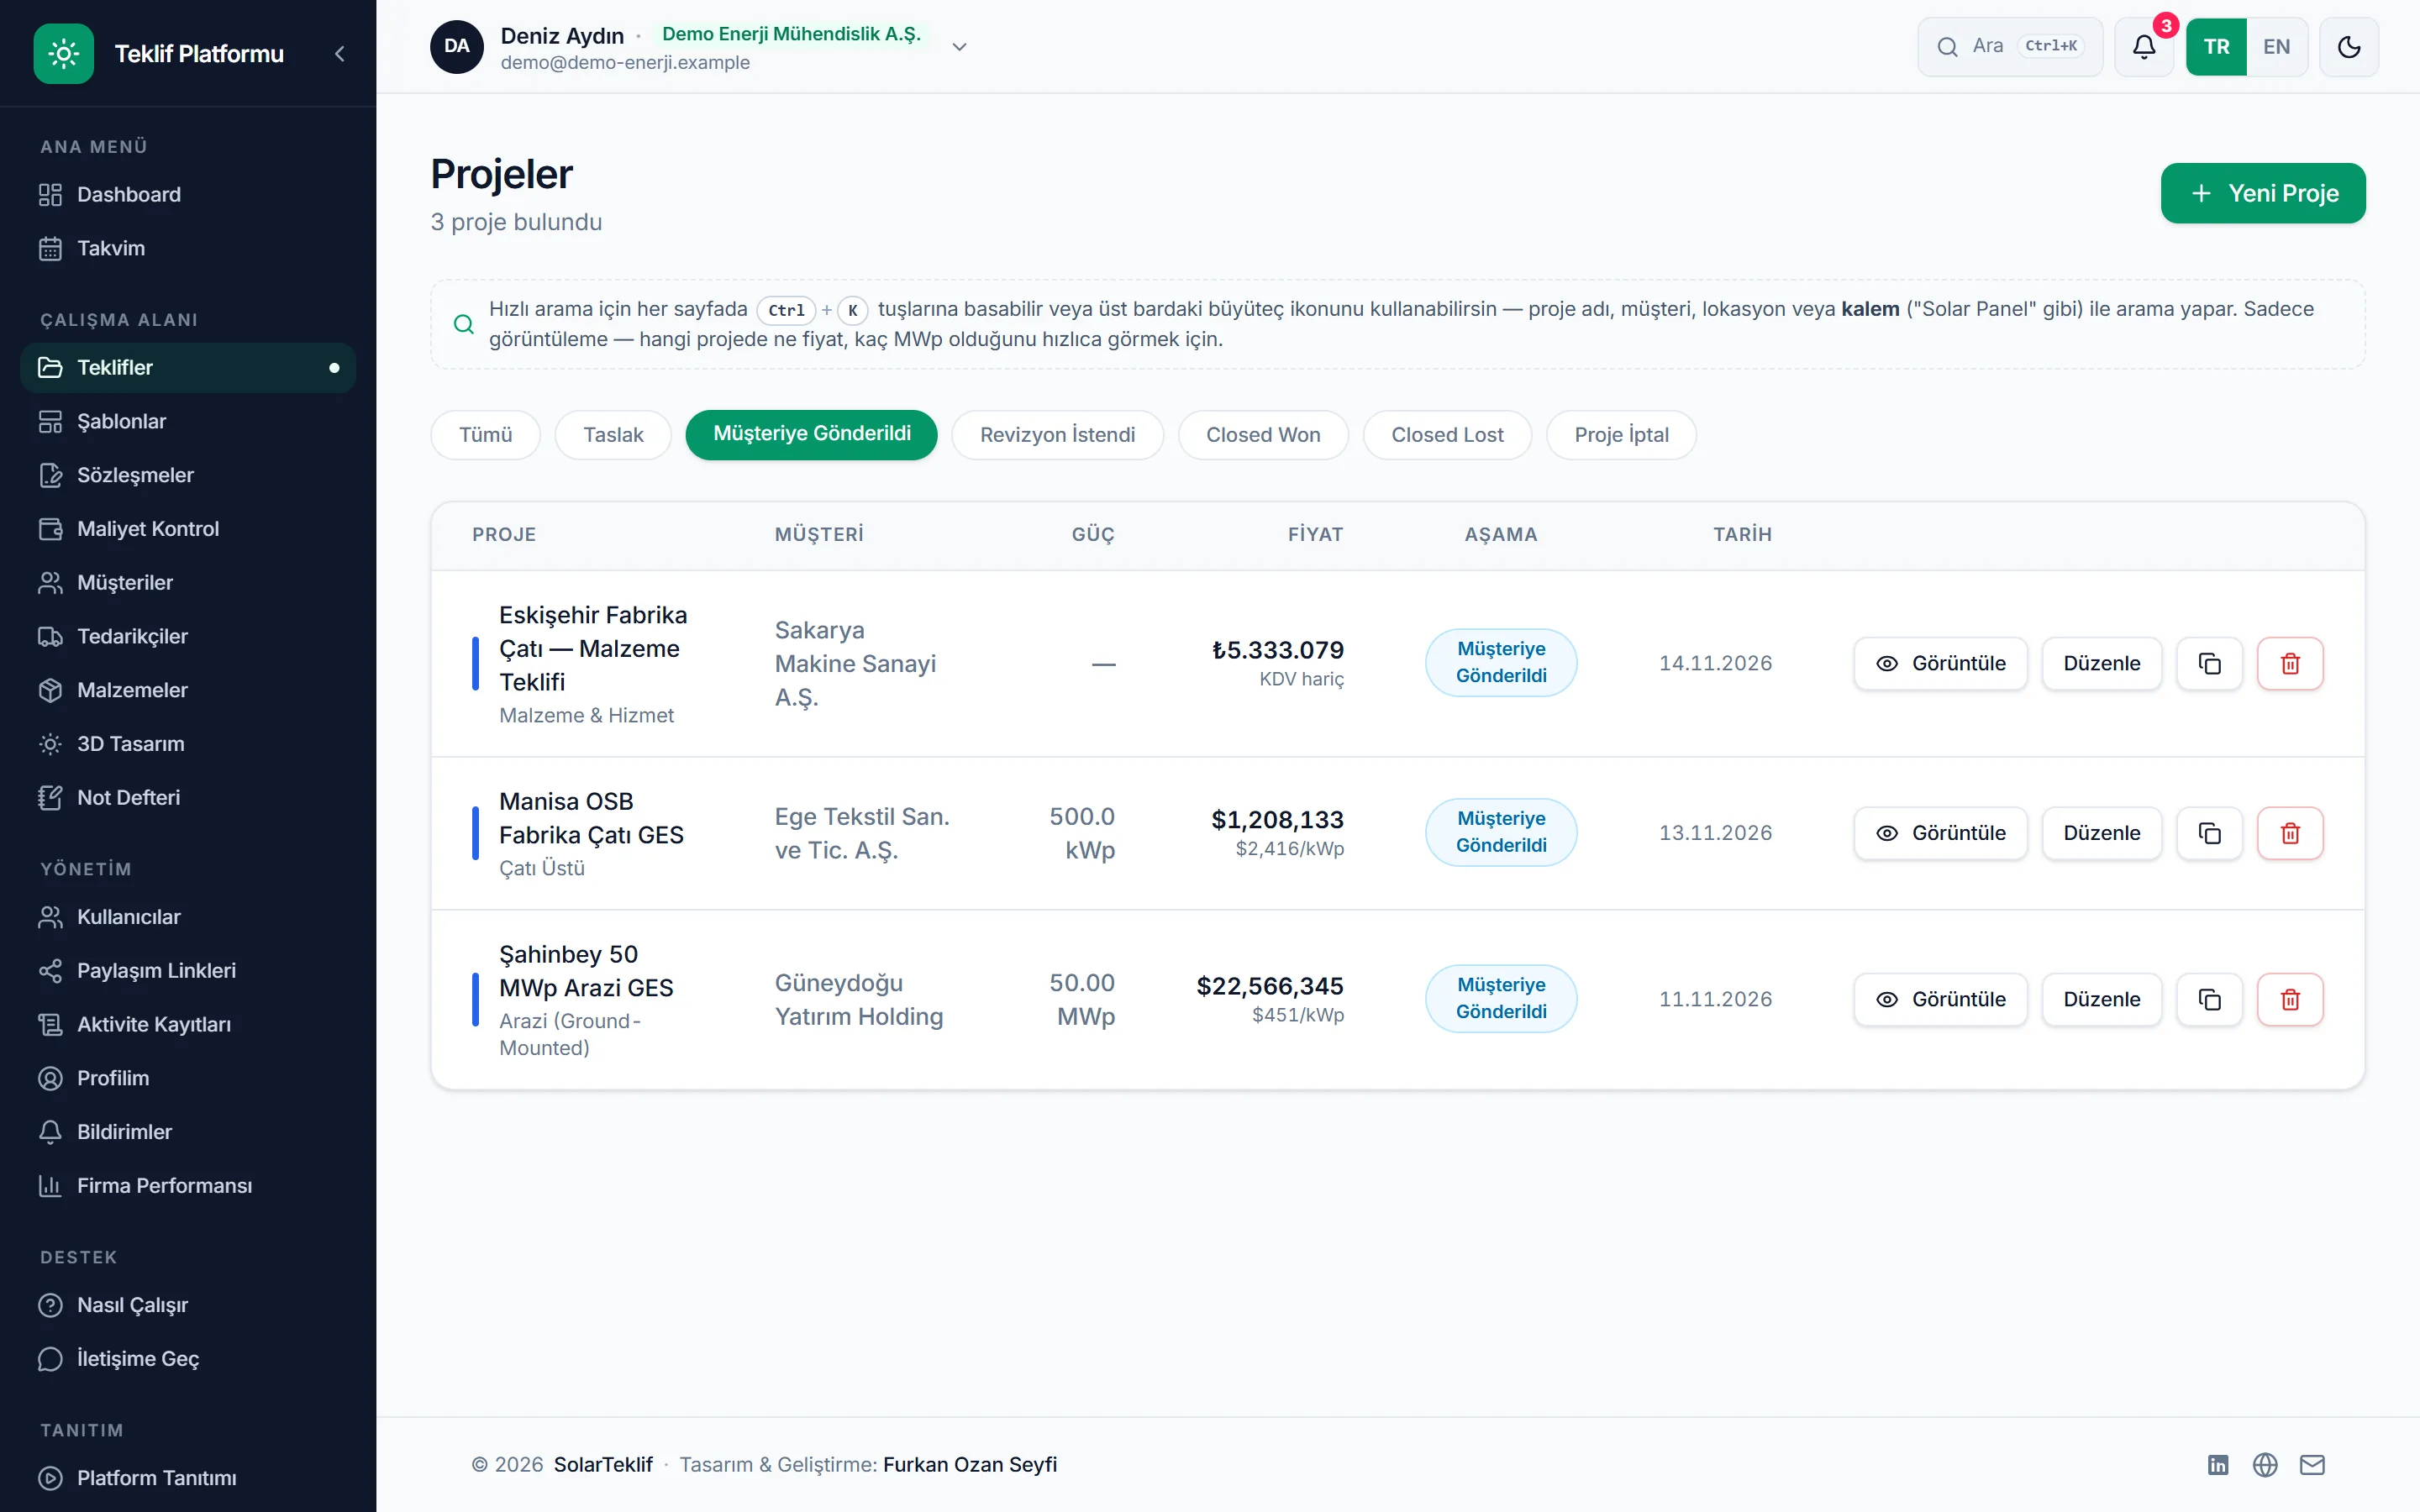 Teklif Platformu
ANA MENÜ
Dashboard
Takvim
ÇALIŞMA ALANI
Teklifler
Şablonlar
Sözleşmeler
Maliyet Kontrol
Müşteriler
Tedarikçiler
Malzemeler
3D Tasarım
Not Defteri
YÖNETİM
Kullanıcılar
Paylaşım Linkleri
Aktivite Kayıtları
Profilim
Bildirimler
Firma Performansı
DESTEK
Nasıl Çalışır
İletişime Geç
TANITIM
Platform Tanıtımı
DA
Deniz Aydın · Demo Enerji Mühendislik A.Ş.
demo@demo-enerji.example
Ara Ctrl+K
3
TR EN
Projeler
3 proje bulundu
+ Yeni Proje
Hızlı arama için her sayfada Ctrl + K tuşlarına basabilir veya üst bardaki büyüteç ikonunu kullanabilirsin — proje adı, müşteri, lokasyon veya kalem ("Solar Panel" gibi) ile arama yapar. Sadece
görüntüleme — hangi projede ne fiyat, kaç MWp olduğunu hızlıca görmek için.
Tümü Taslak Müşteriye Gönderildi Revizyon İstendi Closed Won Closed Lost Proje İptal
PROJE MÜŞTERİ GÜÇ FİYAT AŞAMA TARİH
Eskişehir Fabrika
Çatı — Malzeme
Teklifi
Malzeme & Hizmet
Sakarya
Makine Sanayi
A.Ş.
—
₺5.333.079
KDV hariç
Müşteriye
Gönderildi
14.11.2026
Görüntüle Düzenle
Manisa OSB
Fabrika Çatı GES
Çatı Üstü
Ege Tekstil San.
ve Tic. A.Ş.
500.0
kWp
$1,208,133
$2,416/kWp
Müşteriye
Gönderildi
13.11.2026
Görüntüle Düzenle
Şahinbey 50
MWp Arazi GES
Arazi (Ground-
Mounted)
Güneydoğu
Yatırım Holding
50.00
MWp
$22,566,345
$451/kWp
Müşteriye
Gönderildi
11.11.2026
Görüntüle Düzenle
© 2026 SolarTeklif · Tasarım & Geliştirme: Furkan Ozan Seyfi